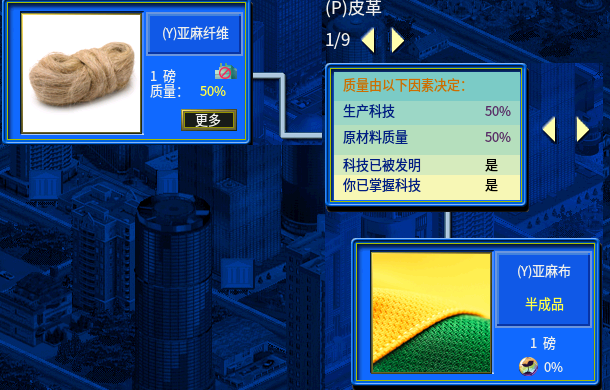 (P)皮革
1/9
(Y)亚麻纤维
1 磅
质量： 50%
更多
质量由以下因素决定：
生产科技 50%
原材料质量 50%
科技已被发明 是
你已掌握科技 是
(Y)亚麻布
半成品
1 磅
0%